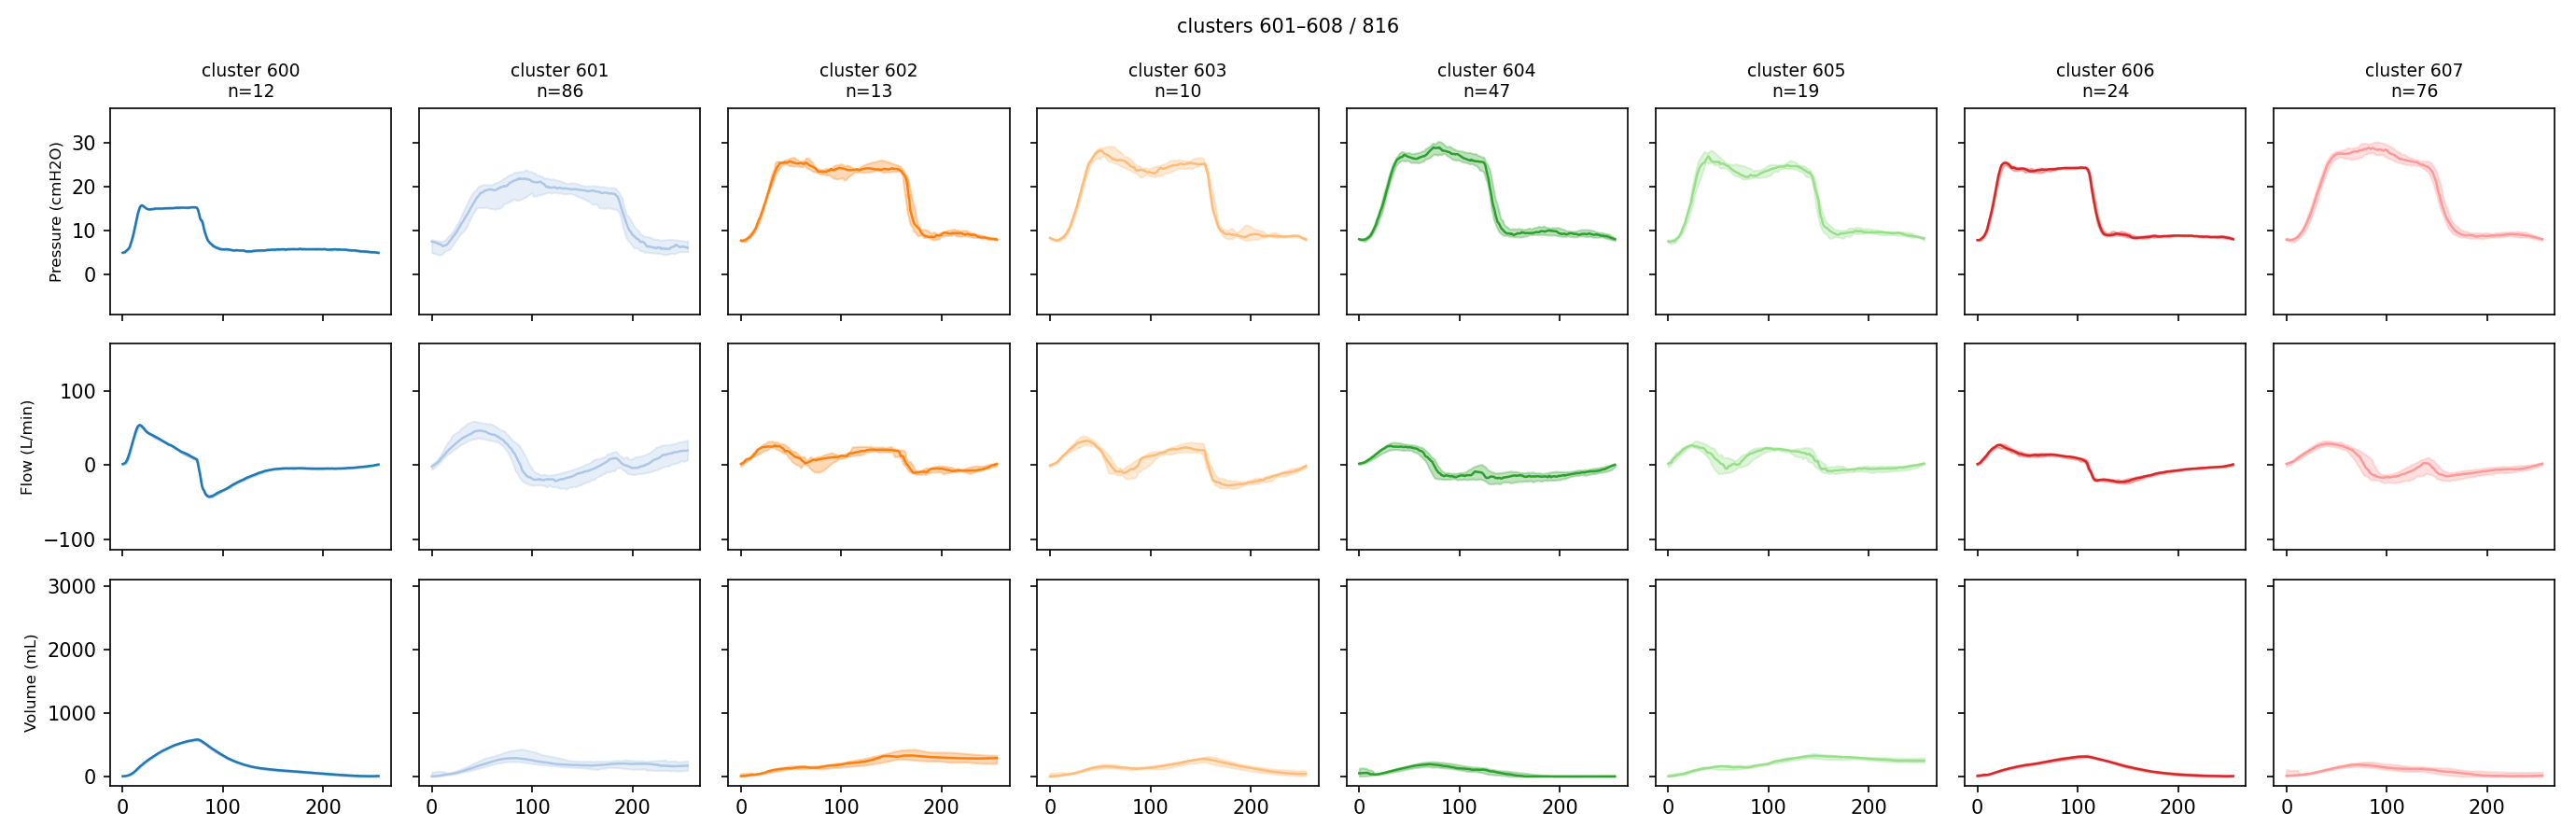 clusters 601–608 / 816
cluster 600
n=12
cluster 601
n=86
cluster 602
n=13
cluster 603
n=10
cluster 604
n=47
cluster 605
n=19
cluster 606
n=24
cluster 607
n=76
Pressure (cmH2O)
30
20
10
0
Flow (L/min)
100
0
−100
Volume (mL)
3000
2000
1000
0
0 100 200
0 100 200
0 100 200
0 100 200
0 100 200
0 100 200
0 100 200
0 100 200